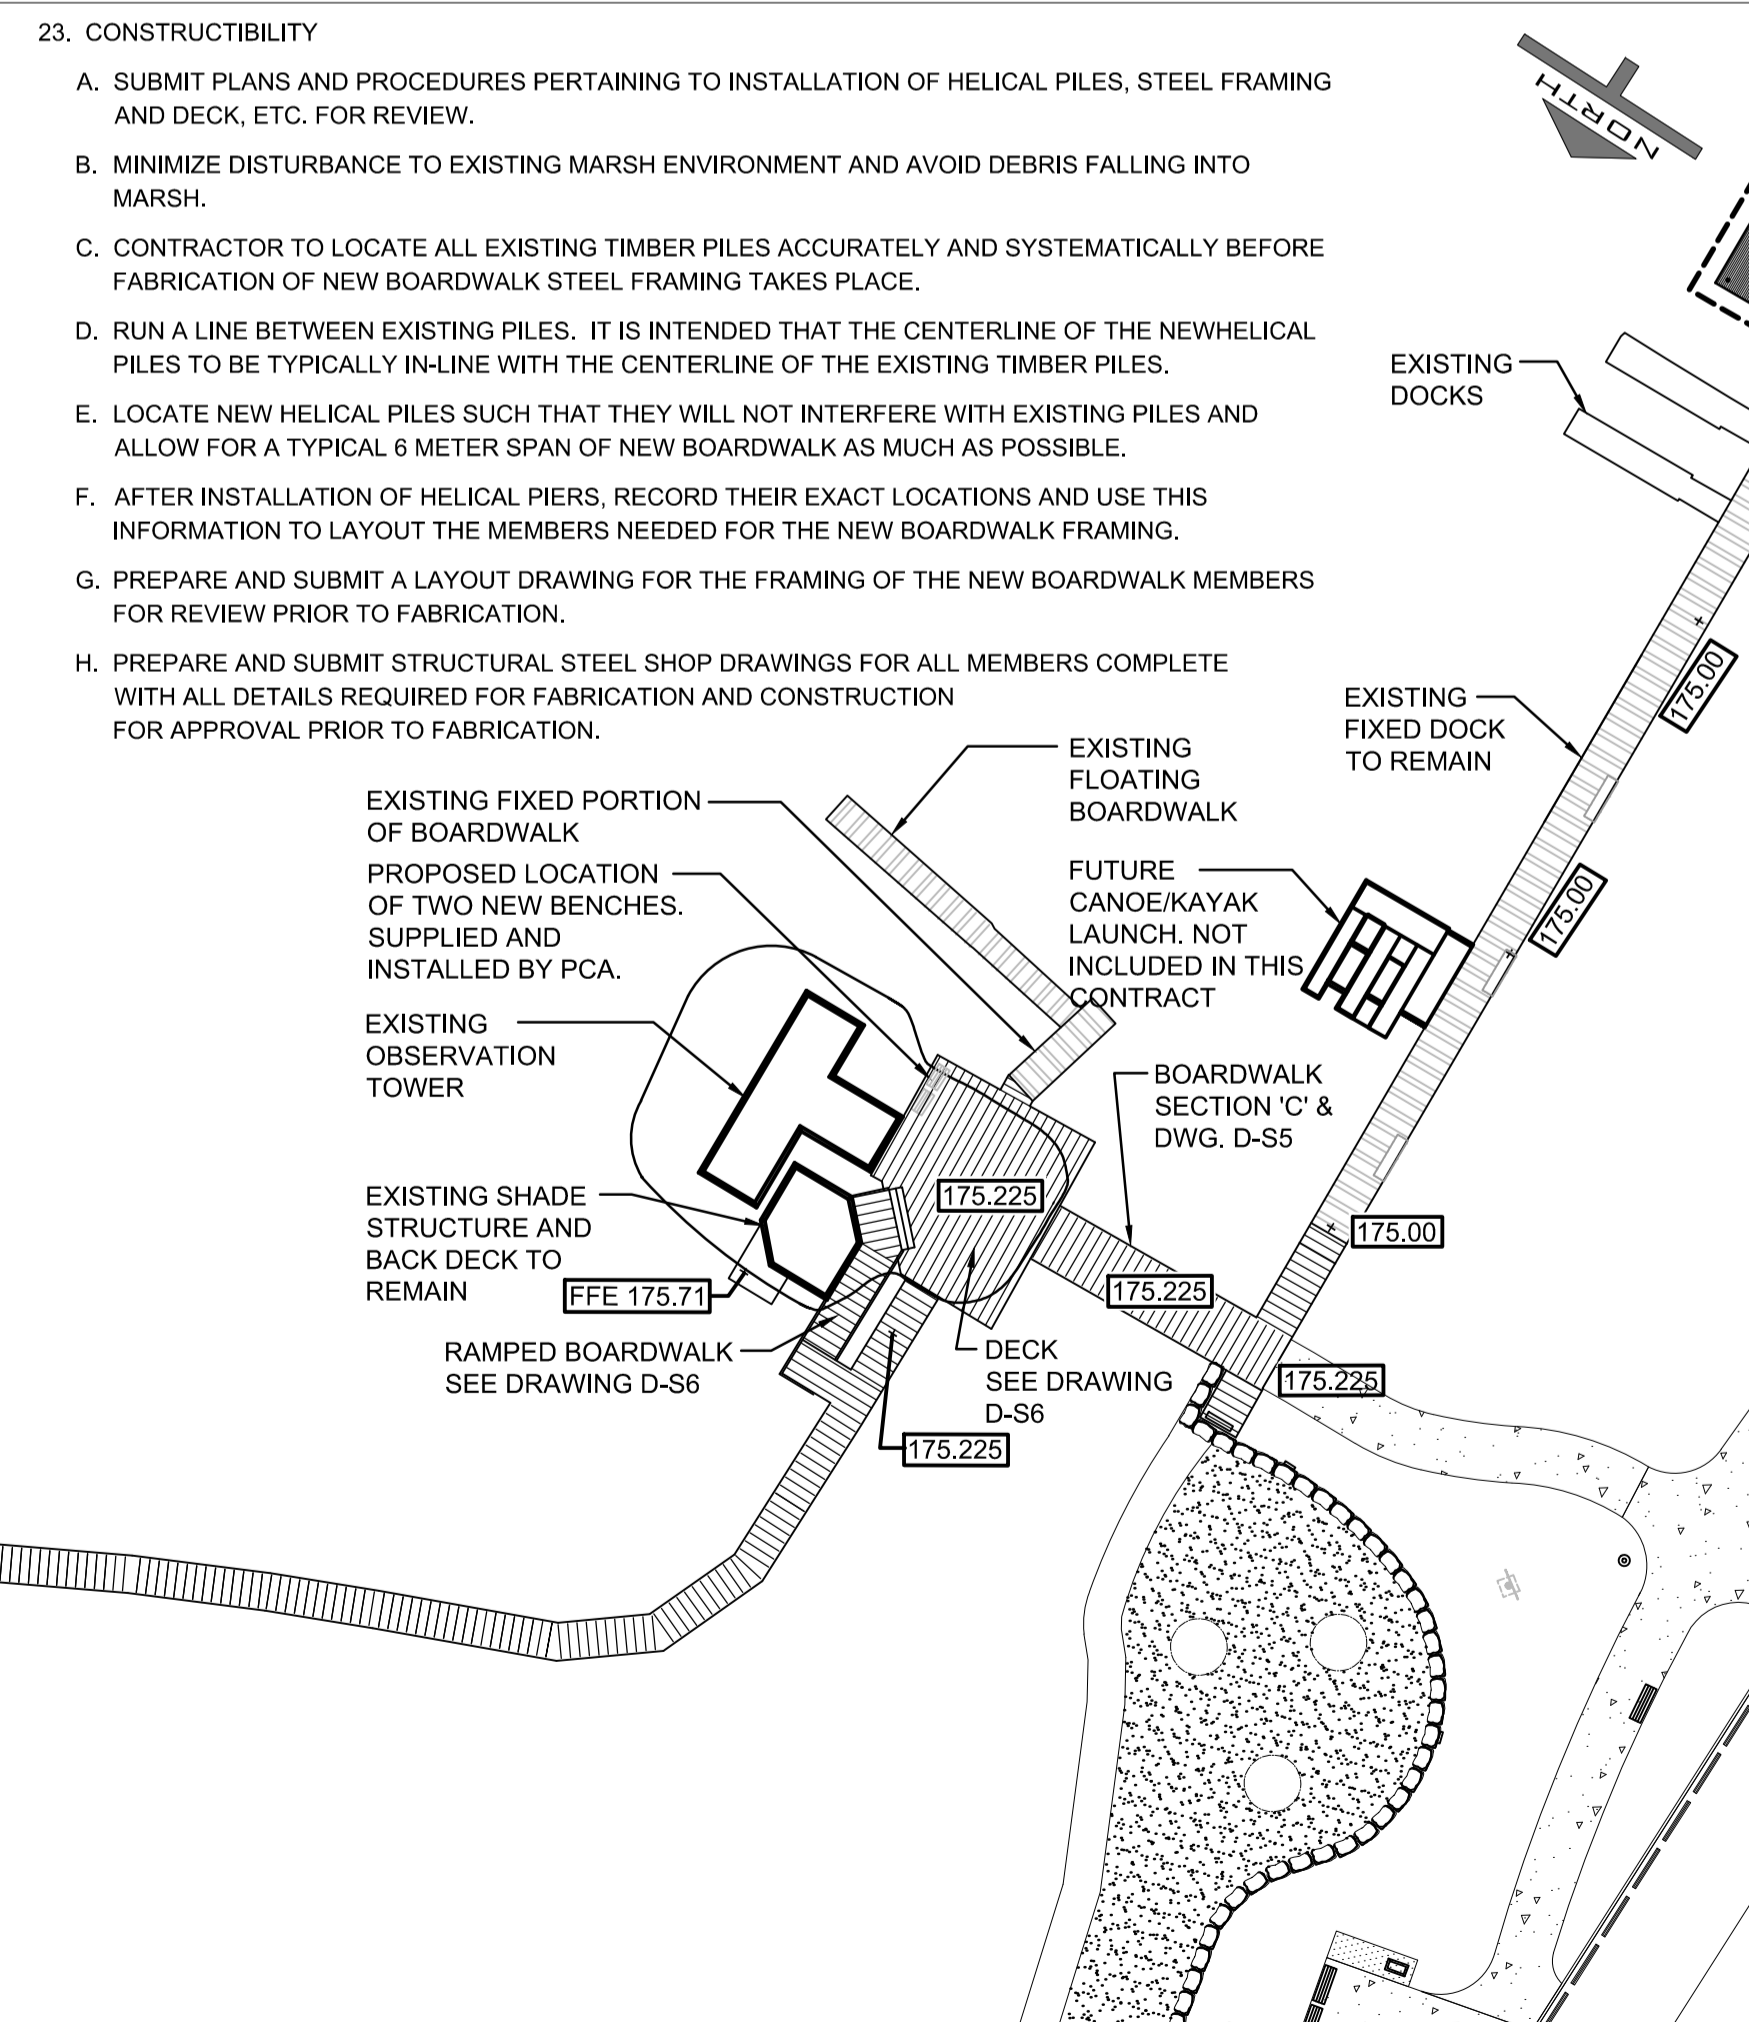 23. CONSTRUCTIBILITY
A. SUBMIT PLANS AND PROCEDURES PERTAINING TO INSTALLATION OF HELICAL PILES, STEEL FRAMING
AND DECK, ETC. FOR REVIEW.
B. MINIMIZE DISTURBANCE TO EXISTING MARSH ENVIRONMENT AND AVOID DEBRIS FALLING INTO
MARSH.
C. CONTRACTOR TO LOCATE ALL EXISTING TIMBER PILES ACCURATELY AND SYSTEMATICALLY BEFORE
FABRICATION OF NEW BOARDWALK STEEL FRAMING TAKES PLACE.
D. RUN A LINE BETWEEN EXISTING PILES. IT IS INTENDED THAT THE CENTERLINE OF THE NEWHELICAL
PILES TO BE TYPICALLY IN-LINE WITH THE CENTERLINE OF THE EXISTING TIMBER PILES.
E. LOCATE NEW HELICAL PILES SUCH THAT THEY WILL NOT INTERFERE WITH EXISTING PILES AND
ALLOW FOR A TYPICAL 6 METER SPAN OF NEW BOARDWALK AS MUCH AS POSSIBLE.
F. AFTER INSTALLATION OF HELICAL PIERS, RECORD THEIR EXACT LOCATIONS AND USE THIS
INFORMATION TO LAYOUT THE MEMBERS NEEDED FOR THE NEW BOARDWALK FRAMING.
G. PREPARE AND SUBMIT A LAYOUT DRAWING FOR THE FRAMING OF THE NEW BOARDWALK MEMBERS
FOR REVIEW PRIOR TO FABRICATION.
H. PREPARE AND SUBMIT STRUCTURAL STEEL SHOP DRAWINGS FOR ALL MEMBERS COMPLETE
WITH ALL DETAILS REQUIRED FOR FABRICATION AND CONSTRUCTION
FOR APPROVAL PRIOR TO FABRICATION.
NORTH
EXISTING
DOCKS
175.00
EXISTING
FIXED DOCK
TO REMAIN
EXISTING
FLOATING
BOARDWALK
EXISTING FIXED PORTION
OF BOARDWALK
PROPOSED LOCATION
OF TWO NEW BENCHES.
SUPPLIED AND
INSTALLED BY PCA.
FUTURE
CANOE/KAYAK
LAUNCH. NOT
INCLUDED IN THIS
CONTRACT
175.00
EXISTING
OBSERVATION
TOWER
BOARDWALK
SECTION 'C' &
DWG. D-S5
EXISTING SHADE
STRUCTURE AND
BACK DECK TO
REMAIN
175.225
175.00
FFE 175.71
175.225
RAMPED BOARDWALK
SEE DRAWING D-S6
DECK
SEE DRAWING
D-S6
175.225
175.225